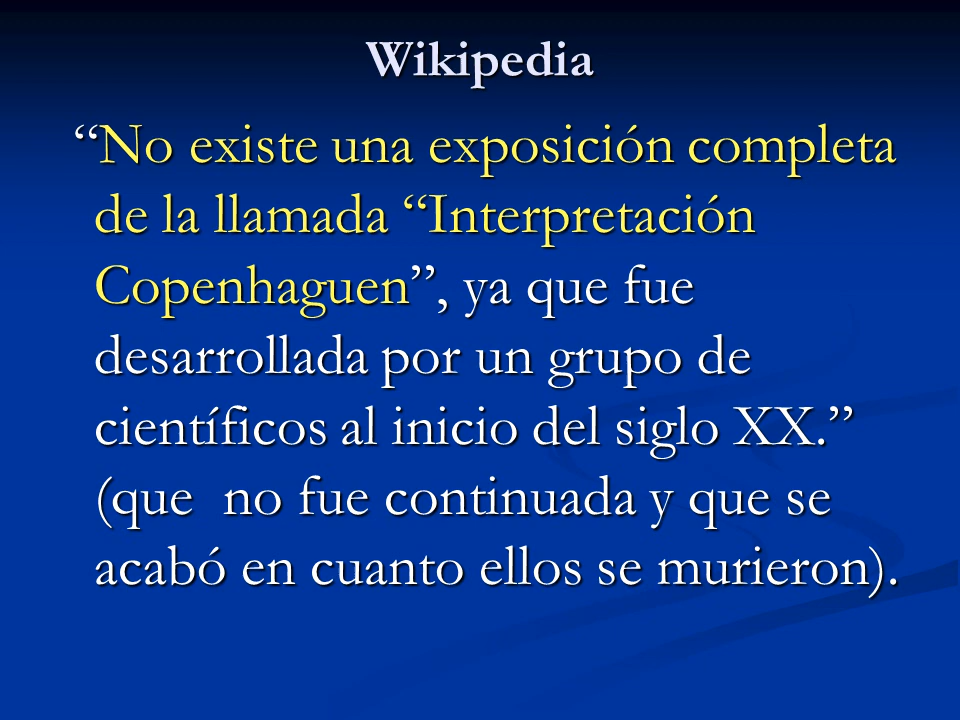 Wikipedia
“No existe una exposición completa
de la llamada “Interpretación
Copenhaguen”, ya que fue
desarrollada por un grupo de
científicos al inicio del siglo XX.”
(que  no fue continuada y que se
acabó en cuanto ellos se murieron).